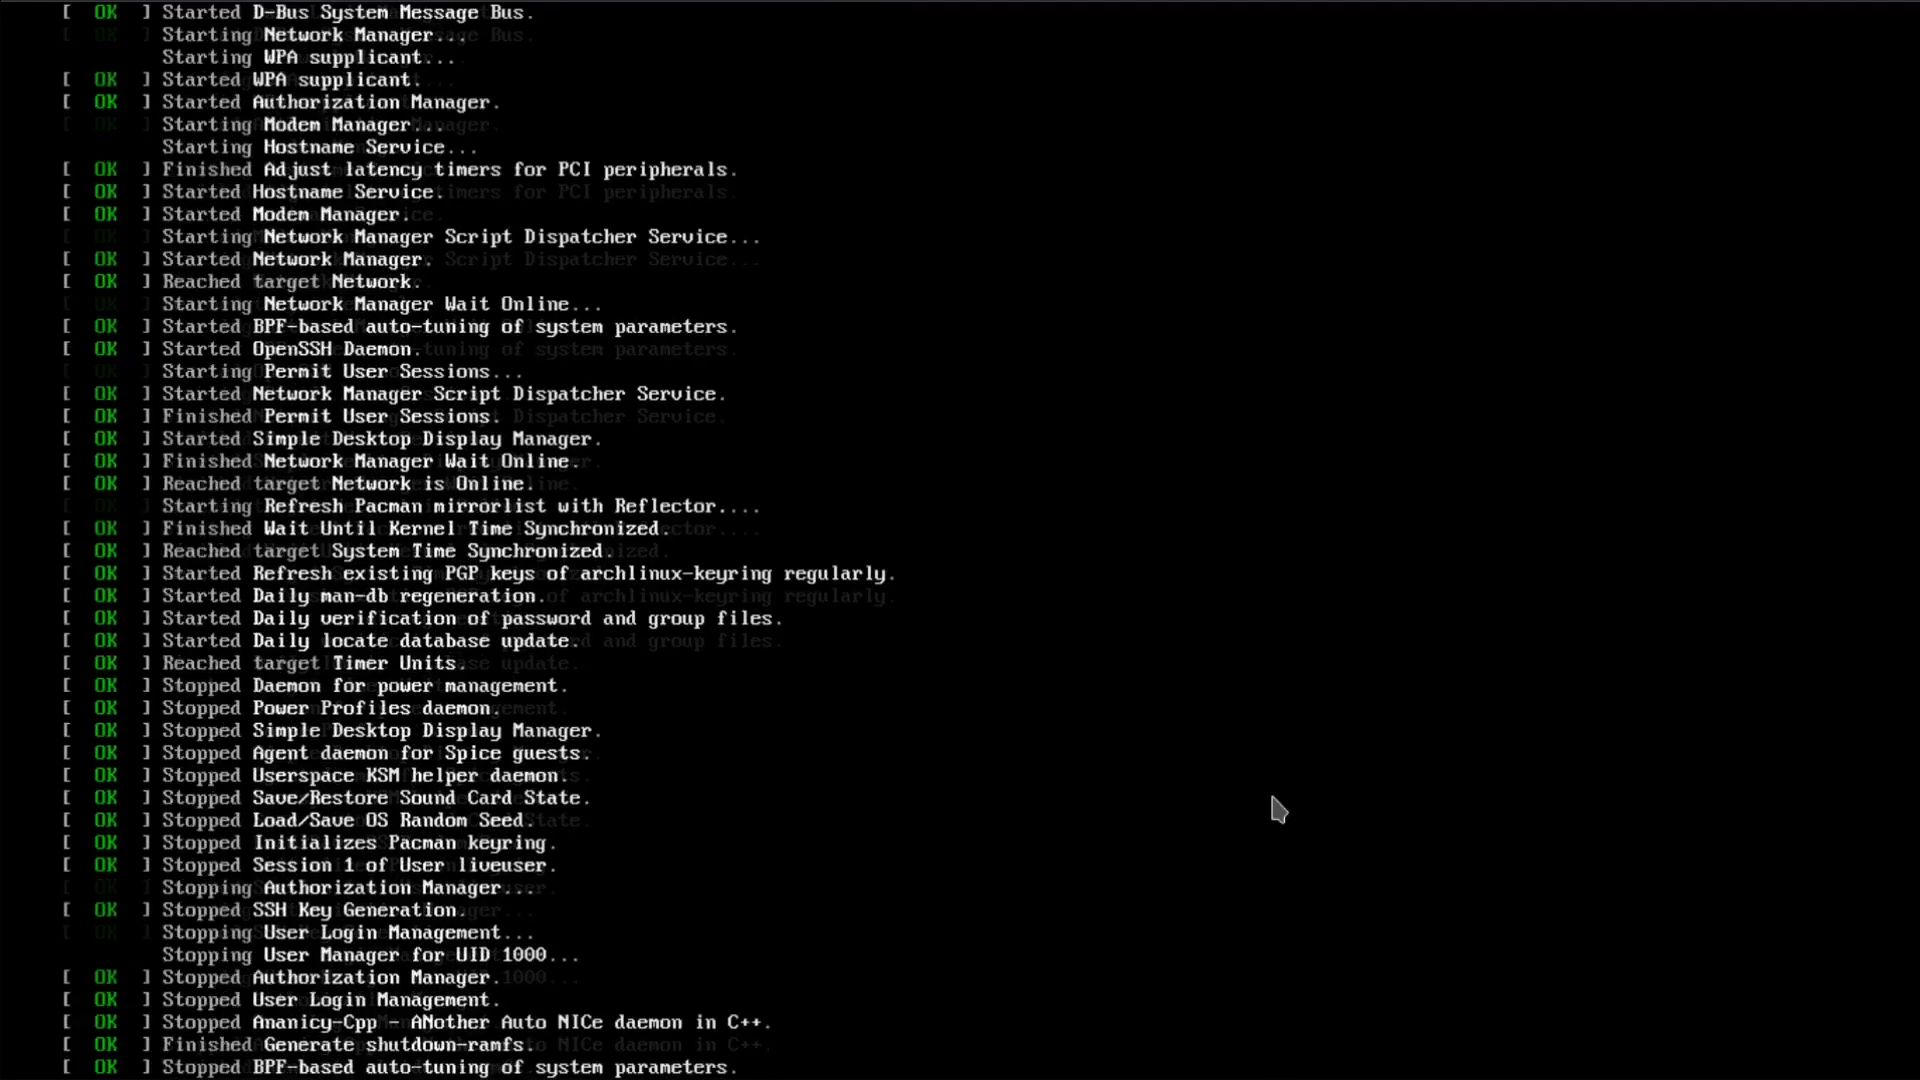 [  OK  ] Started D-Bus System Message Bus.
Starting Network Manager...
Starting WPA supplicant...
[  OK  ] Started WPA supplicant.
[  OK  ] Started Authorization Manager.
Starting Modem Manager...
Starting Hostname Service...
[  OK  ] Finished Adjust latency timers for PCI peripherals.
[  OK  ] Started Hostname Service.
[  OK  ] Started Modem Manager.
Starting Network Manager Script Dispatcher Service...
[  OK  ] Started Network Manager.
[  OK  ] Reached target Network.
Starting Network Manager Wait Online...
[  OK  ] Started BPF-based auto-tuning of system parameters.
[  OK  ] Started OpenSSH Daemon.
Starting Permit User Sessions...
[  OK  ] Started Network Manager Script Dispatcher Service.
[  OK  ] Finished Permit User Sessions.
[  OK  ] Started Simple Desktop Display Manager.
[  OK  ] Finished Network Manager Wait Online.
[  OK  ] Reached target Network is Online.
Starting Refresh Pacman mirrorlist with Reflector....
[  OK  ] Finished Wait Until Kernel Time Synchronized.
[  OK  ] Reached target System Time Synchronized.
[  OK  ] Started Refresh existing PGP keys of archlinux-keyring regularly.
[  OK  ] Started Daily man-db regeneration.
[  OK  ] Started Daily verification of password and group files.
[  OK  ] Started Daily locate database update.
[  OK  ] Reached target Timer Units.
[  OK  ] Stopped Daemon for power management.
[  OK  ] Stopped Power Profiles daemon.
[  OK  ] Stopped Simple Desktop Display Manager.
[  OK  ] Stopped Agent daemon for Spice guests.
[  OK  ] Stopped Userspace KSM helper daemon.
[  OK  ] Stopped Save/Restore Sound Card State.
[  OK  ] Stopped Load/Save OS Random Seed.
[  OK  ] Stopped Initializes Pacman keyring.
[  OK  ] Stopped Session 1 of User liveuser.
Stopping Authorization Manager...
[  OK  ] Stopped SSH Key Generation.
Stopping User Login Management...
Stopping User Manager for UID 1000...
[  OK  ] Stopped Authorization Manager.
[  OK  ] Stopped User Login Management.
[  OK  ] Stopped Ananicy-Cpp - ANother Auto NICe daemon in C++.
[  OK  ] Finished Generate shutdown-ramfs.
[  OK  ] Stopped BPF-based auto-tuning of system parameters.